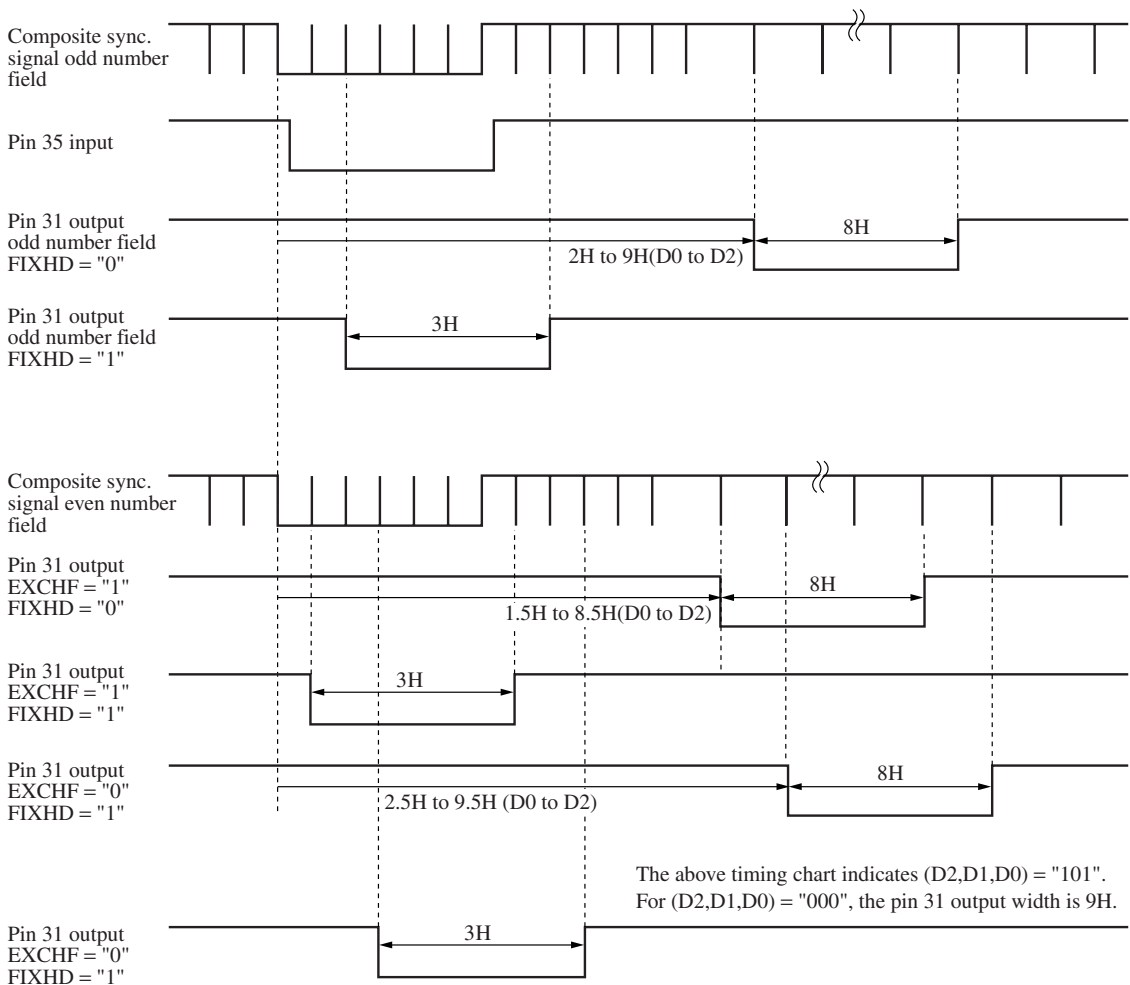 Composite sync.
signal odd number
field
Pin 35 input
Pin 31 output
odd number field
FIXHD = "0"
8H
2H to 9H(D0 to D2)
Pin 31 output
odd number field
FIXHD = "1"
3H
Composite sync.
signal even number
field
Pin 31 output
EXCHF = "1"
FIXHD = "0"
8H
1.5H to 8.5H(D0 to D2)
Pin 31 output
EXCHF = "1"
FIXHD = "1"
3H
Pin 31 output
EXCHF = "0"
FIXHD = "1"
8H
2.5H to 9.5H (D0 to D2)
The above timing chart indicates (D2,D1,D0) = "101".
For (D2,D1,D0) = "000", the pin 31 output width is 9H.
Pin 31 output
EXCHF = "0"
FIXHD = "1"
3H